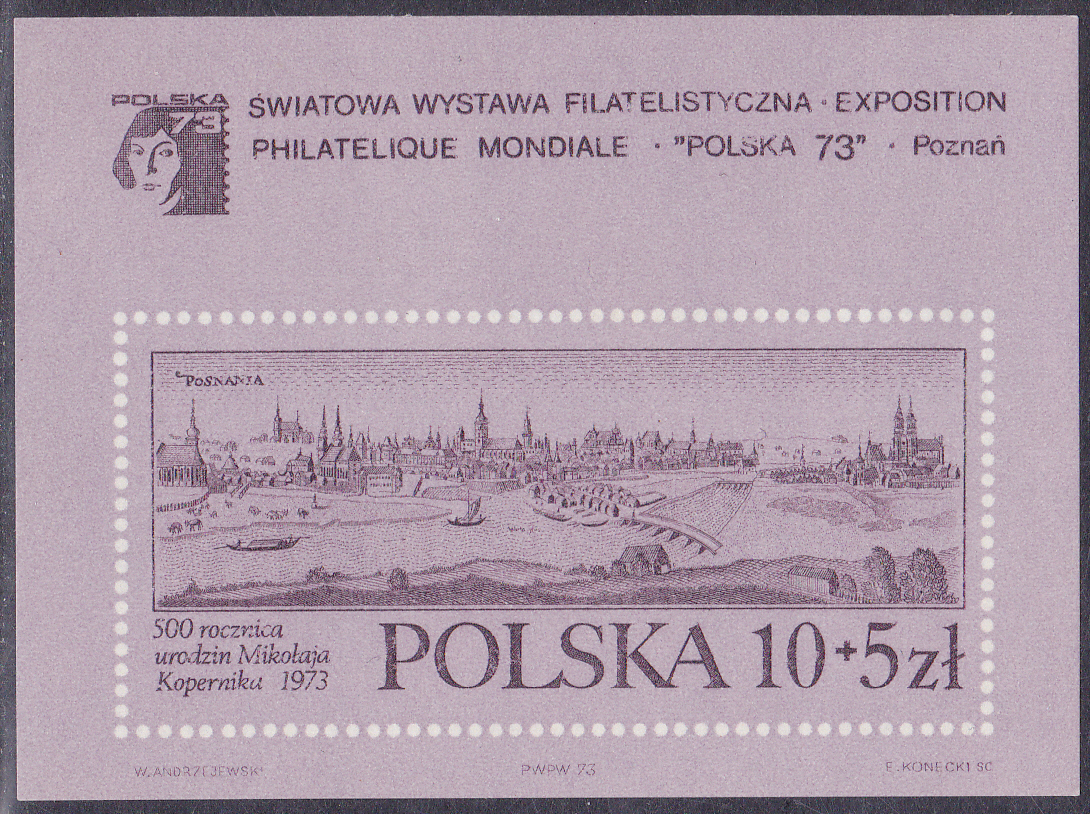 POLSKA
73
ŚWIATOWA WYSTAWA FILATELISTYCZNA · EXPOSITION
PHILATELIQUE MONDIALE · "POLSKA 73" · Poznań
POSNANIA
500 rocznica
urodzin Mikołaja
Kopernika 1973
POLSKA 10+5 zł
W. ANDRZEJEWSKI
PWPW 73
E. KONECKI SC